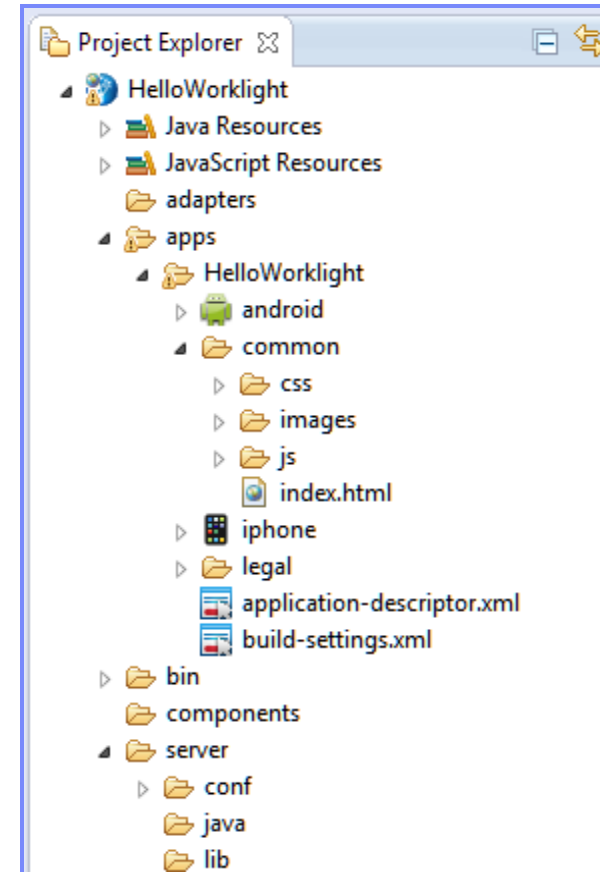 Project Explorer
HelloWorklight
Java Resources
JavaScript Resources
adapters
apps
HelloWorklight
android
common
css
images
js
index.html
iphone
legal
application-descriptor.xml
build-settings.xml
bin
components
server
conf
java
lib